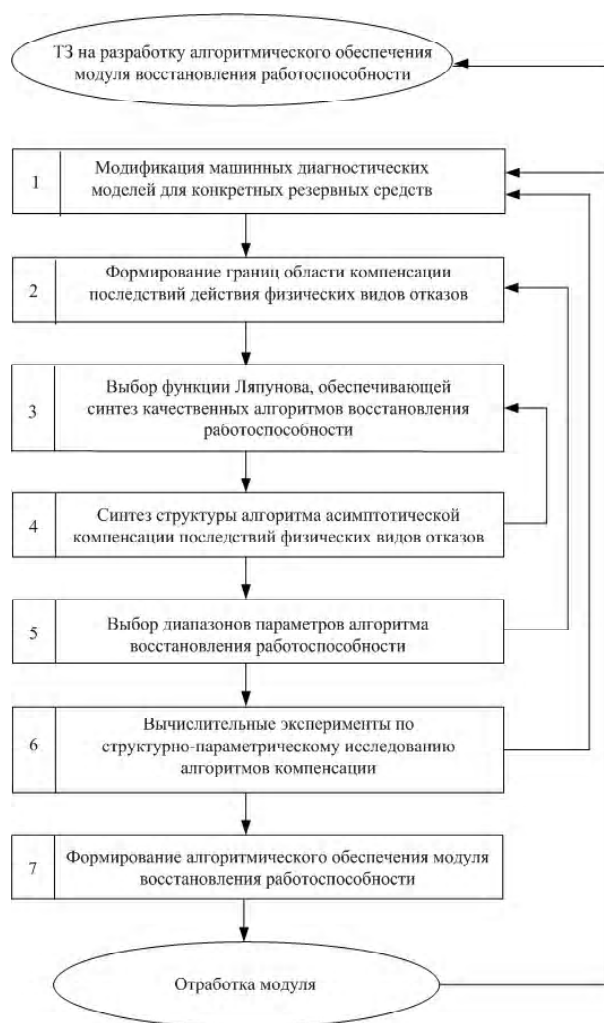 ТЗ на разработку алгоритмического обеспечения
модуля восстановления работоспособности
1
Модификация машинных диагностических
моделей для конкретных резервных средств
2
Формирование границ области компенсации
последствий действия физических видов отказов
3
Выбор функции Ляпунова, обеспечивающей
синтез качественных алгоритмов восстановления
работоспособности
4
Синтез структуры алгоритма асимптотической
компенсации последствий физических видов отказов
5
Выбор диапазонов параметров алгоритма
восстановления работоспособности
6
Вычислительные эксперименты по
структурно-параметрическому исследованию
алгоритмов компенсации
7
Формирование алгоритмического обеспечения модуля
восстановления работоспособности
Отработка модуля